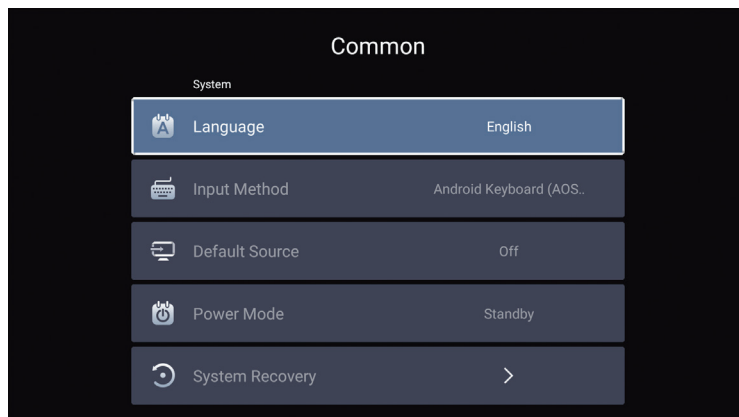 Common
System
Language English
Input Method Android Keyboard (AOS..
Default Source Off
Power Mode Standby
System Recovery